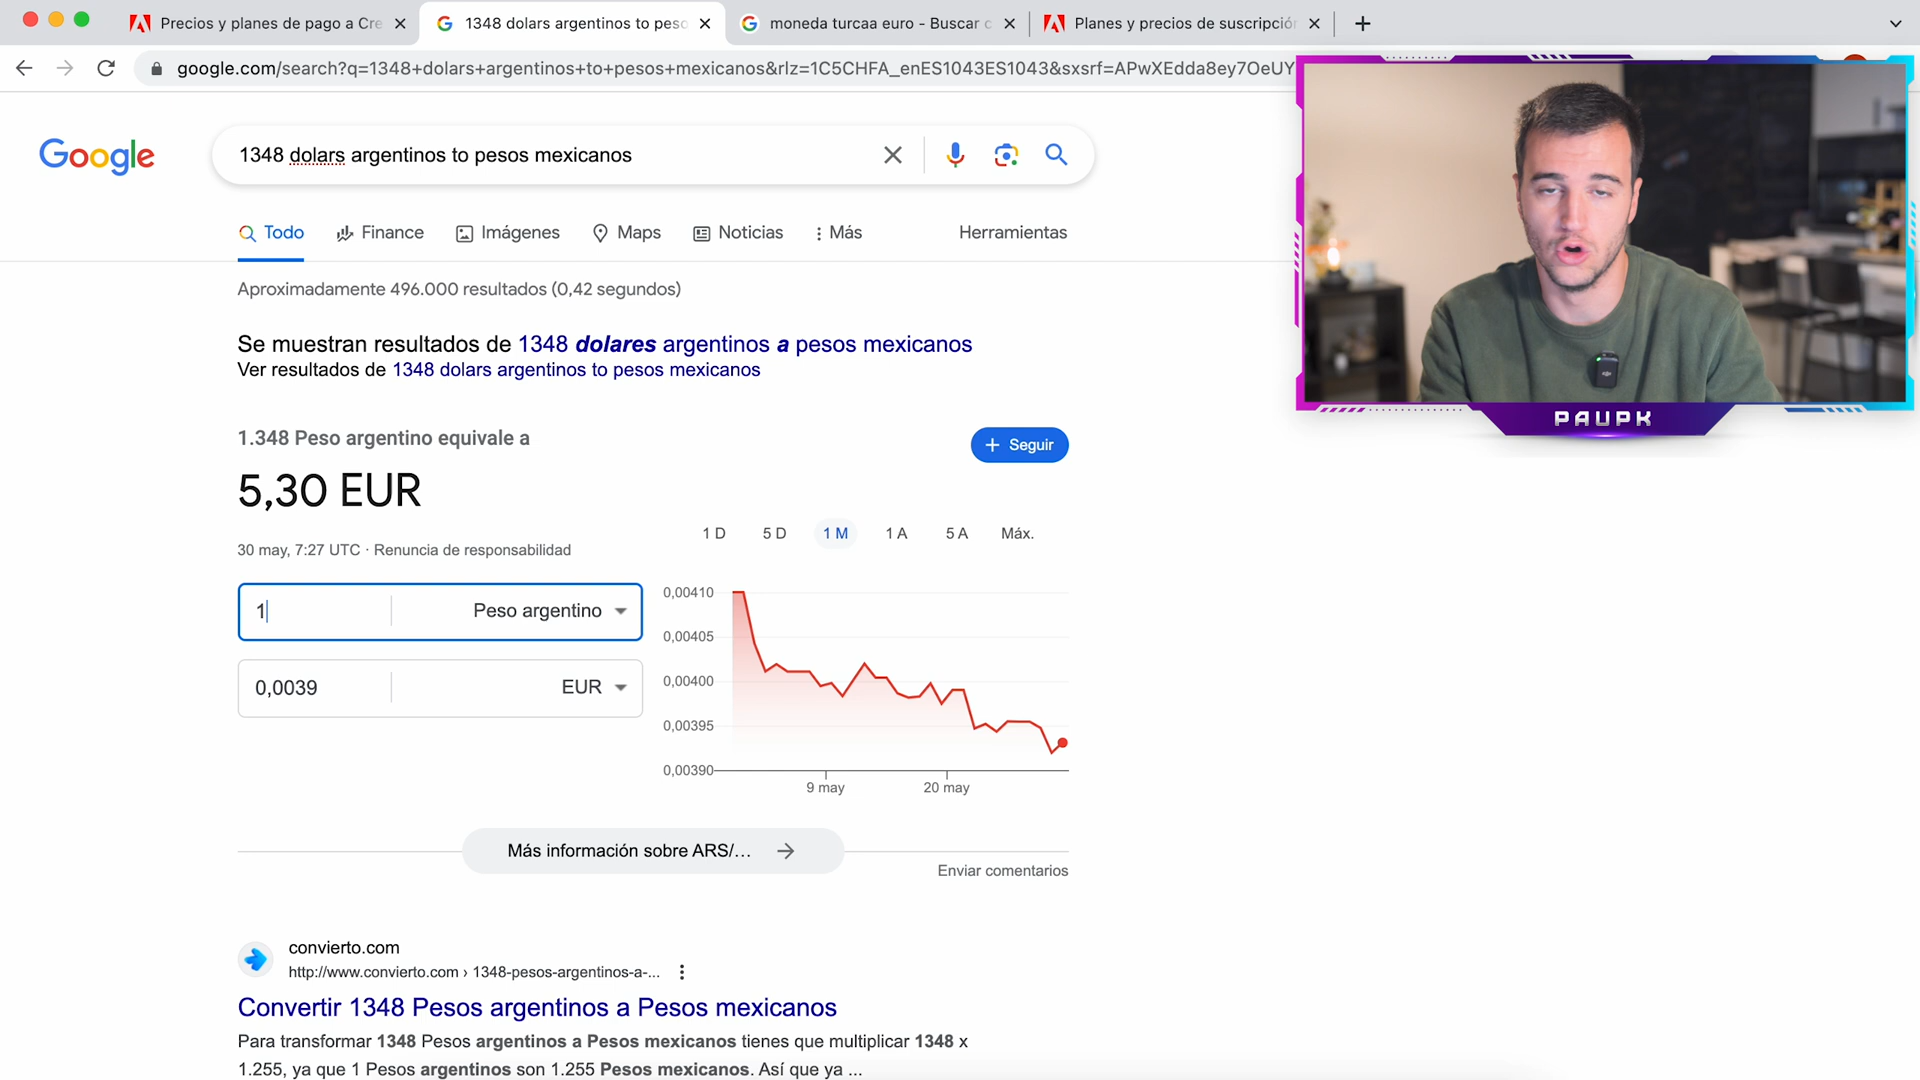 Precios y planes de pago a Cre
1348 dolars argentinos to peso
moneda turcaa euro - Buscar c
Planes y precios de suscripción
google.com/search?q=1348+dolars+argentinos+to+pesos+mexicanos&rlz=1C5CHFA_enES1043ES1043&sxsrf=APwXEdda8ey7OeUY
Google
1348 dolars argentinos to pesos mexicanos
Todo
Finance
Imágenes
Maps
Noticias
Más
Herramientas
Aproximadamente 496.000 resultados (0,42 segundos)
Se muestran resultados de 1348 dolares argentinos a pesos mexicanos
Ver resultados de 1348 dolars argentinos to pesos mexicanos
1.348 Peso argentino equivale a
Seguir
5,30 EUR
30 may, 7:27 UTC · Renuncia de responsabilidad
1 D
5 D
1 M
1 A
5 A
Máx.
1
Peso argentino
0,0039
EUR
0,00410
0,00405
0,00400
0,00395
0,00390
9 may
20 may
Más información sobre ARS/...
Enviar comentarios
convierto.com
http://www.convierto.com › 1348-pesos-argentinos-a-...
Convertir 1348 Pesos argentinos a Pesos mexicanos
Para transformar 1348 Pesos argentinos a Pesos mexicanos tienes que multiplicar 1348 x
1.255, ya que 1 Pesos argentinos son 1.255 Pesos mexicanos. Así que ya ...
PAUPK
dji